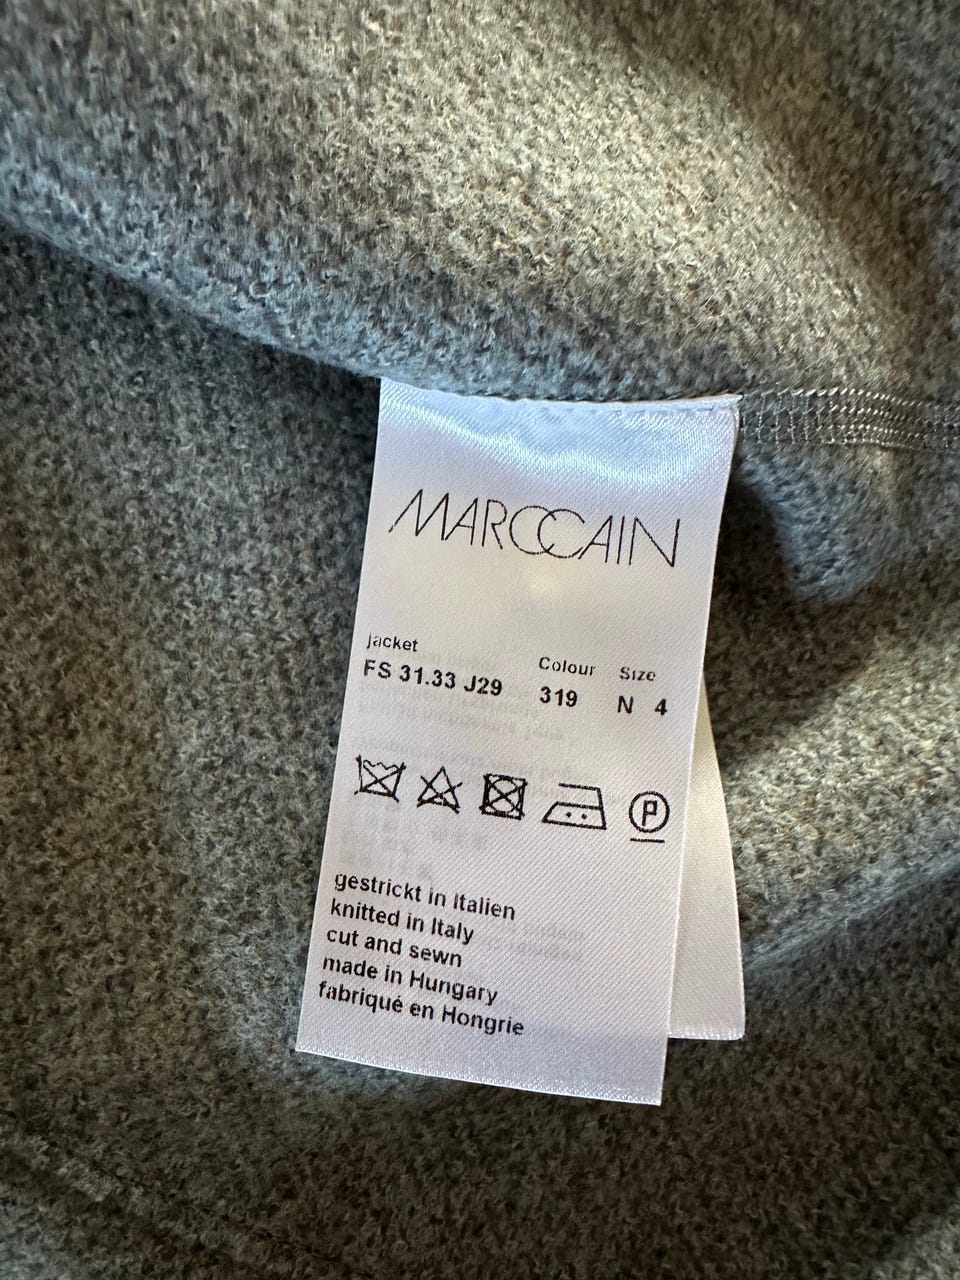 MARCCAIN
jacket
FS 31.33 J29
Colour
319
Size
N 4
P
gestrickt in Italien
knitted in Italy
cut and sewn
made in Hungary
fabriqué en Hongrie